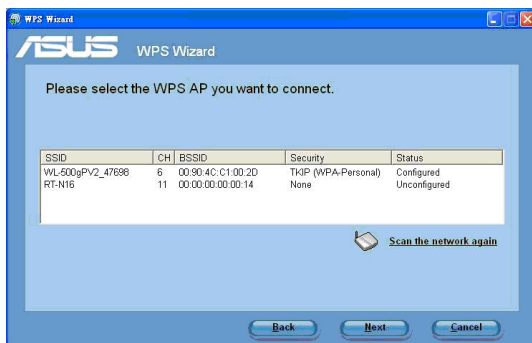 WPS Wizard
ASUS WPS Wizard
Please select the WPS AP you want to connect.
SSID CH BSSID Security Status
WL-500gPV2_47698 6 00:90:4C:C1:00:2D TKIP (WPA-Personal) Configured
RT-N16 11 00:00:00:00:00:14 None Unconfigured
Scan the network again
Back Next Cancel